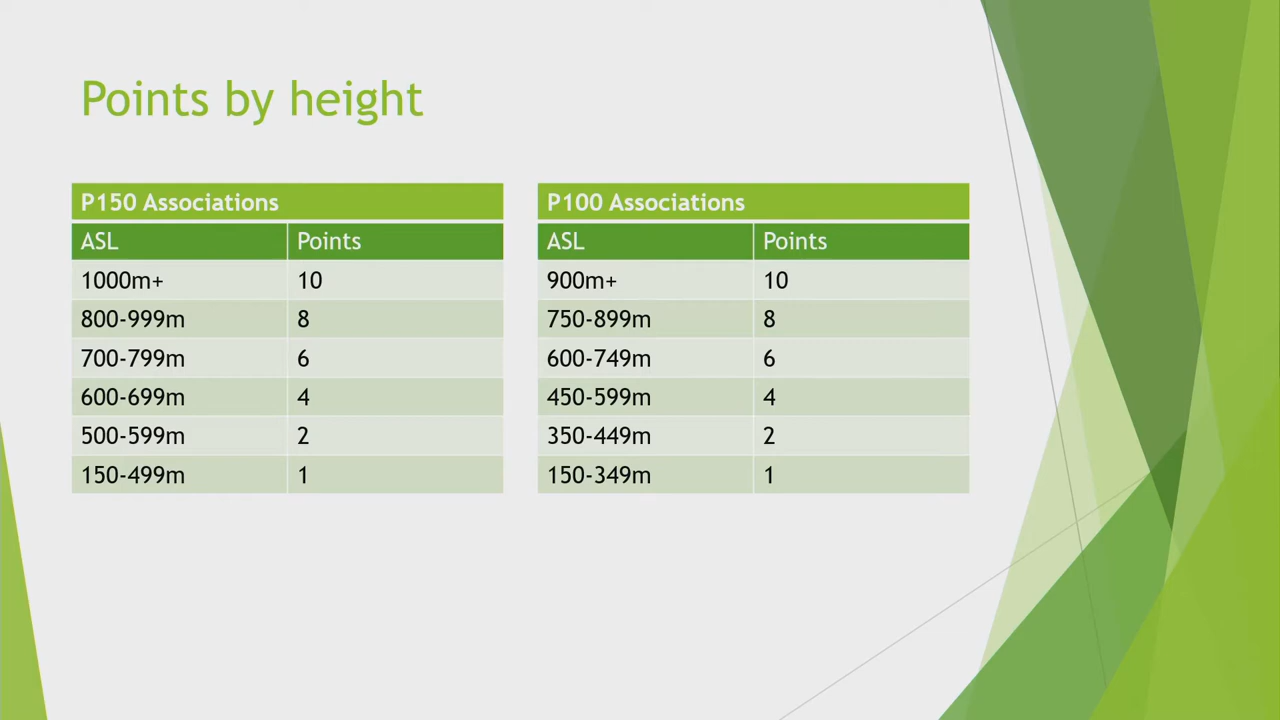 Points by height
P150 Associations
ASL Points
1000m+ 10
800-999m 8
700-799m 6
600-699m 4
500-599m 2
150-499m 1
P100 Associations
ASL Points
900m+ 10
750-899m 8
600-749m 6
450-599m 4
350-449m 2
150-349m 1